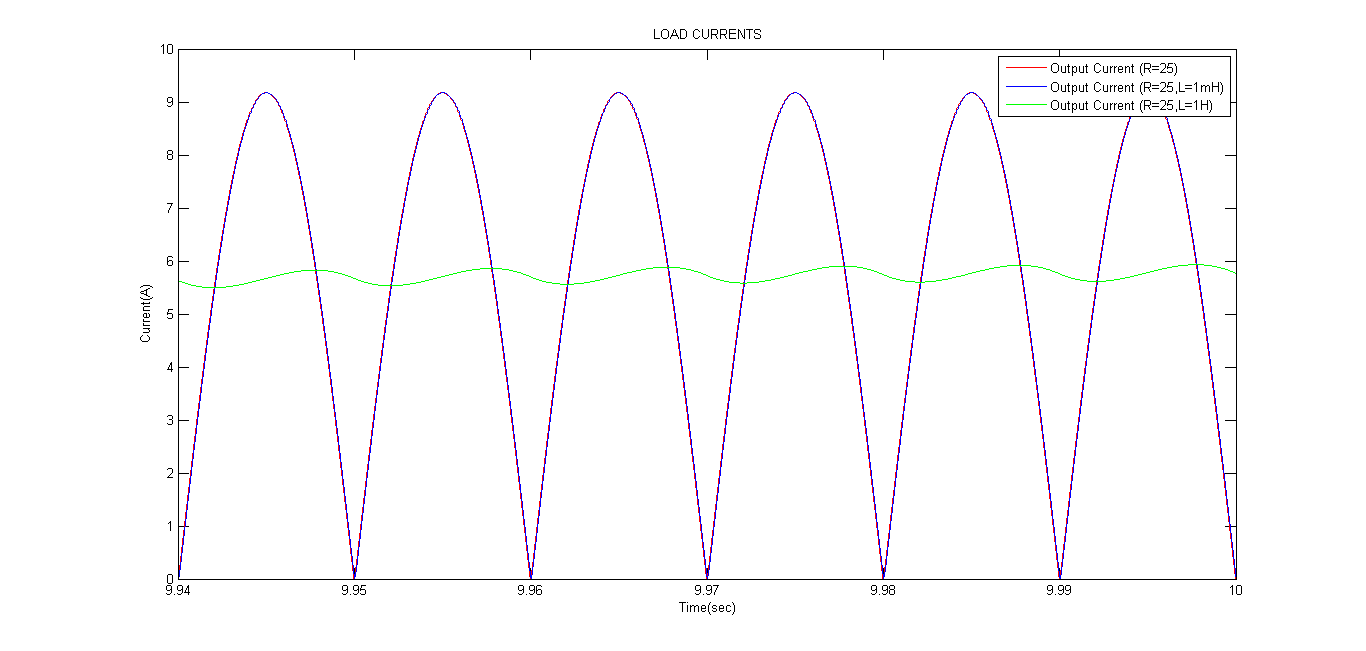 LOAD CURRENTS
Output Current (R=25)
Output Current (R=25,L=1mH)
Output Current (R=25,L=1H)
10
9
8
7
6
5
4
3
2
1
0
Current(A)
9.94 9.95 9.96 9.97 9.98 9.99 10
Time(sec)